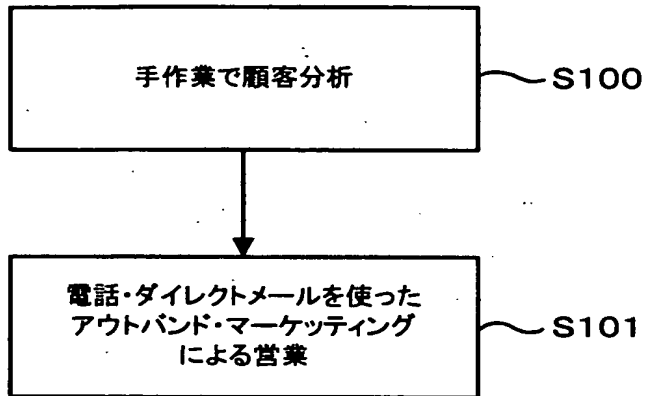 手作業で顧客分析
S100
電話・ダイレクトメールを使った
アウトバンド・マーケッティング
による営業
S101